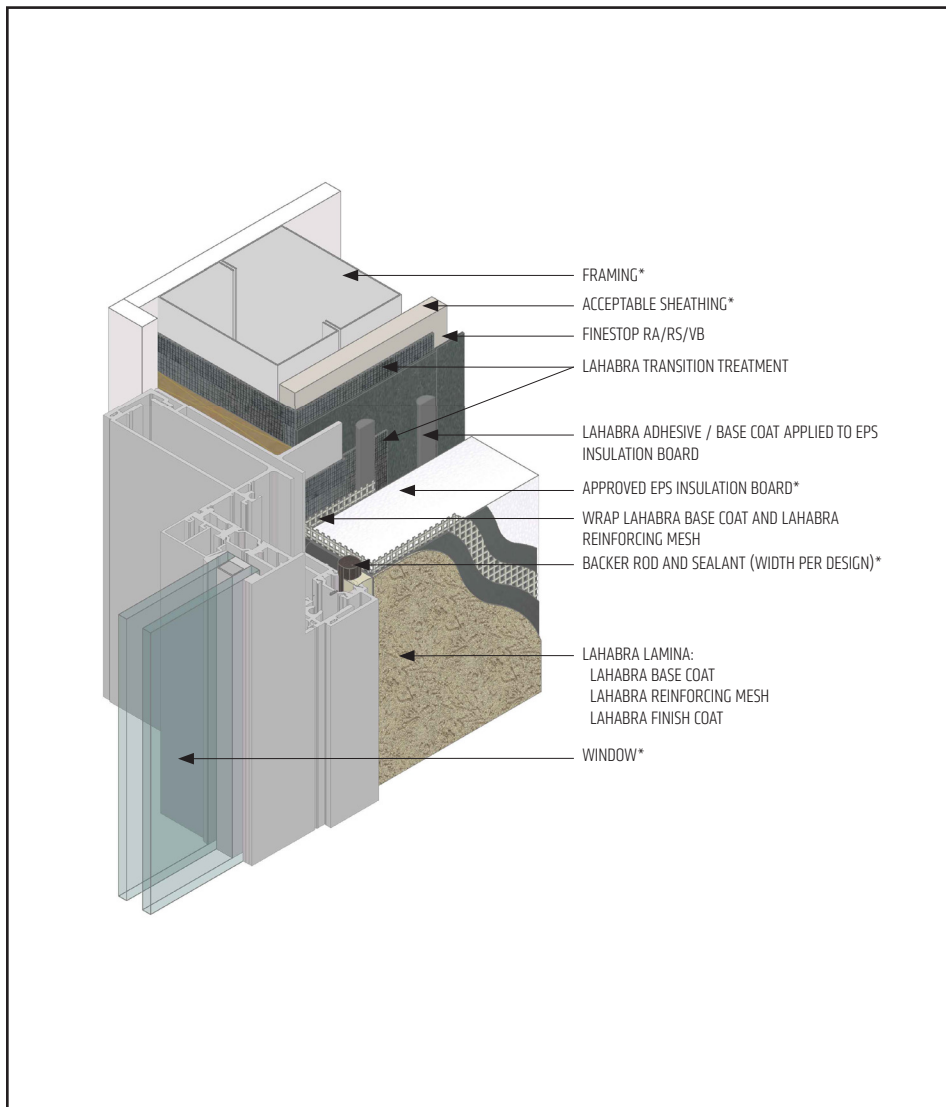 FRAMING*
ACCEPTABLE SHEATHING*
FINESTOP RA/RS/VB
LAHABRA TRANSITION TREATMENT
LAHABRA ADHESIVE / BASE COAT APPLIED TO EPS
INSULATION BOARD
APPROVED EPS INSULATION BOARD*
WRAP LAHABRA BASE COAT AND LAHABRA
REINFORCING MESH
BACKER ROD AND SEALANT (WIDTH PER DESIGN)*
LAHABRA LAMINA:
LAHABRA BASE COAT
LAHABRA REINFORCING MESH
LAHABRA FINISH COAT
WINDOW*